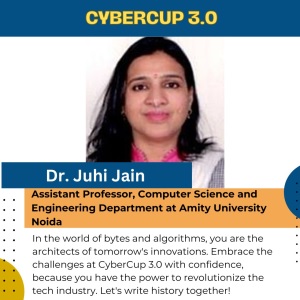 CYBERCUP 3.0
Dr. Juhi Jain
Assistant Professor, Computer Science and
Engineering Department at Amity University
Noida
In the world of bytes and algorithms, you are the
architects of tomorrow's innovations. Embrace the
challenges at CyberCup 3.0 with confidence,
because you have the power to revolutionize the
tech industry. Let's write history together!